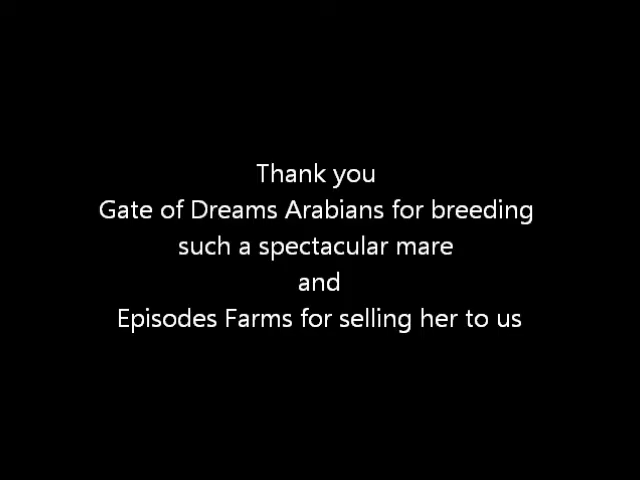 Thank you
Gate of Dreams Arabians for breeding
such a spectacular mare
and
Episodes Farms for selling her to us